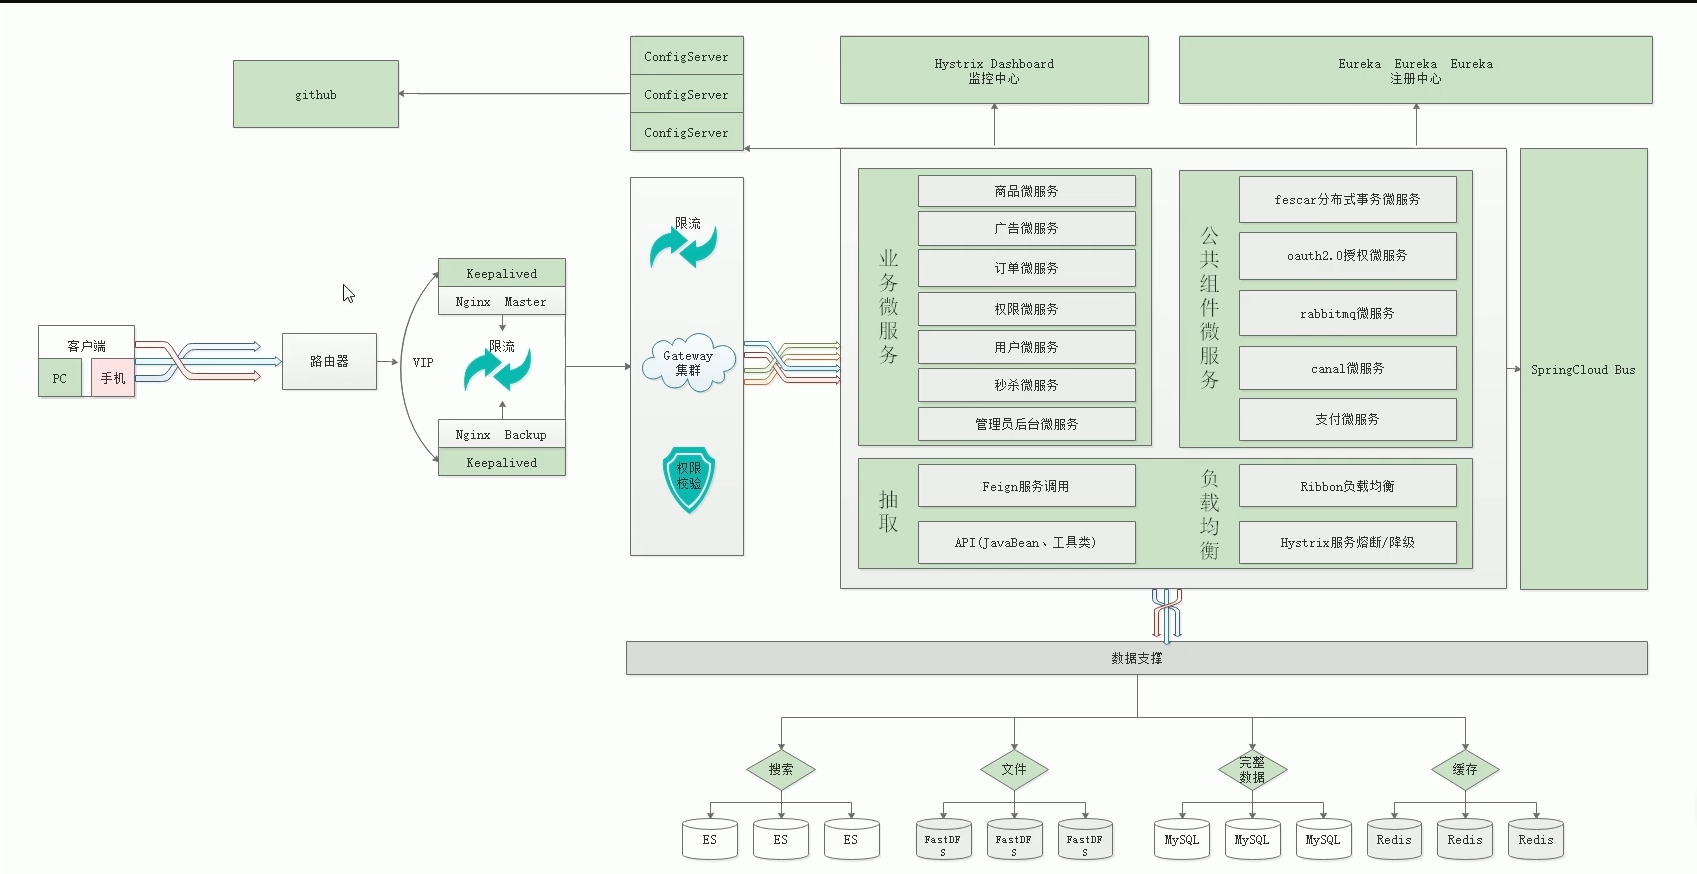 github
ConfigServer
ConfigServer
ConfigServer
Hystrix Dashboard
监控中心
Eureka Eureka Eureka
注册中心
客户端
PC
手机
路由器
VIP
Keepalived
Nginx Master
限流
Nginx Backup
Keepalived
限流
Gateway
集群
权限
校验
业务微服务
商品微服务
广告微服务
订单微服务
权限微服务
用户微服务
秒杀微服务
管理员后台微服务
公共组件微服务
fescar分布式事务微服务
oauth2.0授权微服务
rabbitmq微服务
canal微服务
支付微服务
抽取
Feign服务调用
API(JavaBean、工具类)
负载均衡
Ribbon负载均衡
Hystrix服务熔断/降级
SpringCloud Bus
数据支撑
搜索
文件
完整
数据
缓存
ES
ES
ES
FastDF
S
FastDF
S
FastDF
S
MySQL
MySQL
MySQL
Redis
Redis
Redis